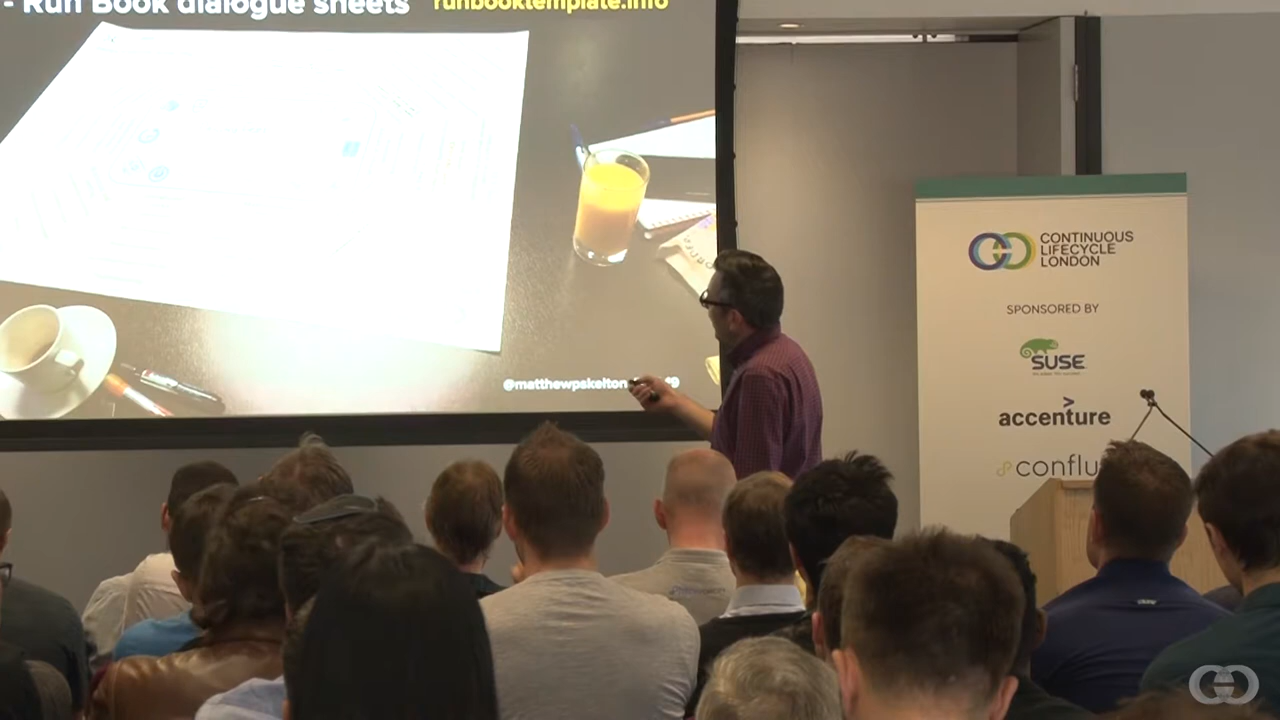 - Run Book dialogue sheets runbooktemplate.info
@matthewpskelton
CONTINUOUS
LIFECYCLE
LONDON
SPONSORED BY
SUSE
accenture
conflu